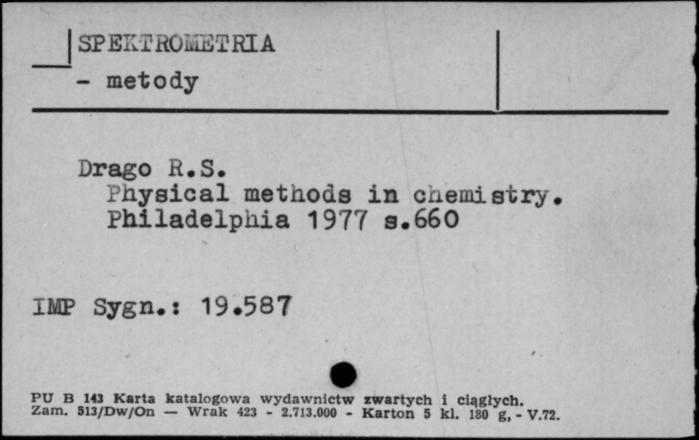 SPEKTROMETRIA
- metody
Drago R.S.
Physical methods in chemistry.
Philadelphia 1977 s.660
IMP Sygn.: 19.587
PU B 143 Karta katalogowa wydawnictw zwartych i ciągłych.
Zam. 513/Dw/On — Wrak 423 - 2.713.000 - Karton 5 kl. 180 g, - V.72.